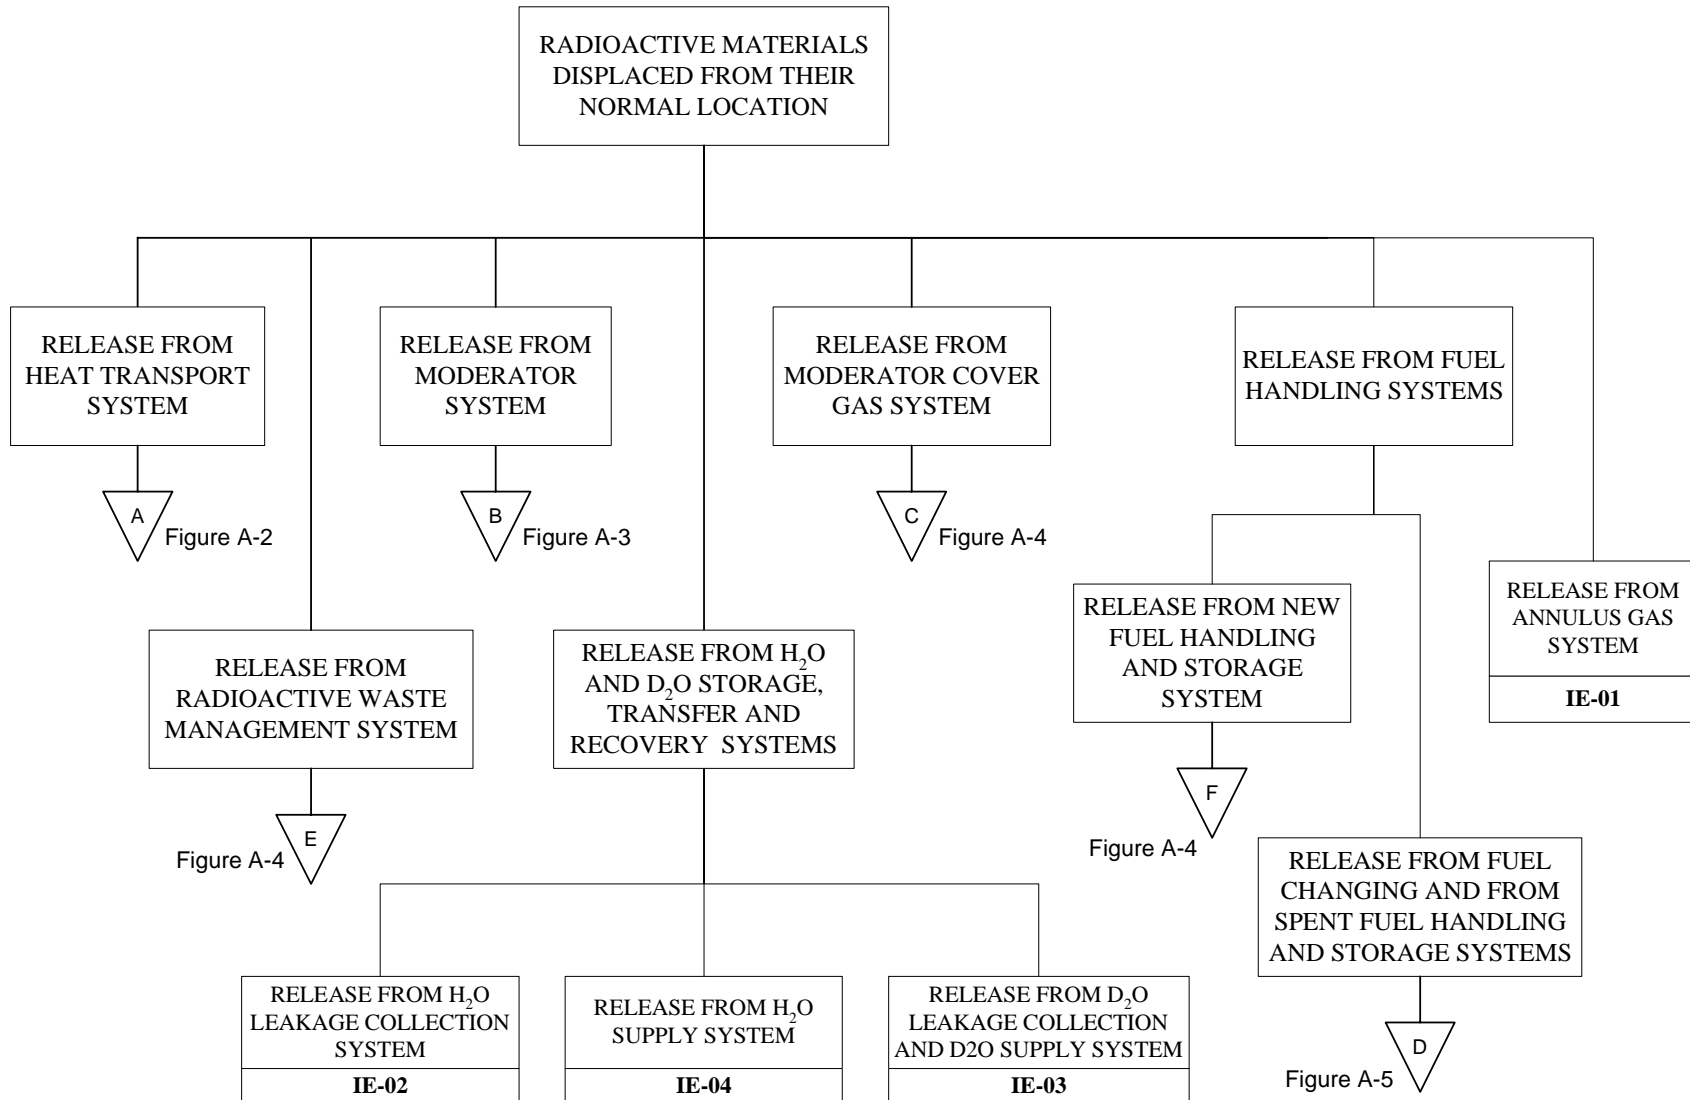 RADIOACTIVE MATERIALS
DISPLACED FROM THEIR
NORMAL LOCATION
RELEASE FROM
HEAT TRANSPORT
SYSTEM
A
Figure A-2
RELEASE FROM
MODERATOR
SYSTEM
B
Figure A-3
RELEASE FROM
MODERATOR COVER
GAS SYSTEM
C
Figure A-4
RELEASE FROM FUEL
HANDLING SYSTEMS
RELEASE FROM NEW
FUEL HANDLING
AND STORAGE
SYSTEM
F
Figure A-4
RELEASE FROM
ANNULUS GAS
SYSTEM
IE-01
RELEASE FROM
RADIOACTIVE WASTE
MANAGEMENT SYSTEM
E
Figure A-4
RELEASE FROM H₂O
AND D₂O STORAGE,
TRANSFER AND
RECOVERY SYSTEMS
RELEASE FROM FUEL
CHANGING AND FROM
SPENT FUEL HANDLING
AND STORAGE SYSTEMS
D
Figure A-5
RELEASE FROM H₂O
LEAKAGE COLLECTION
SYSTEM
IE-02
RELEASE FROM H₂O
SUPPLY SYSTEM
IE-04
RELEASE FROM D₂O
LEAKAGE COLLECTION
AND D2O SUPPLY SYSTEM
IE-03